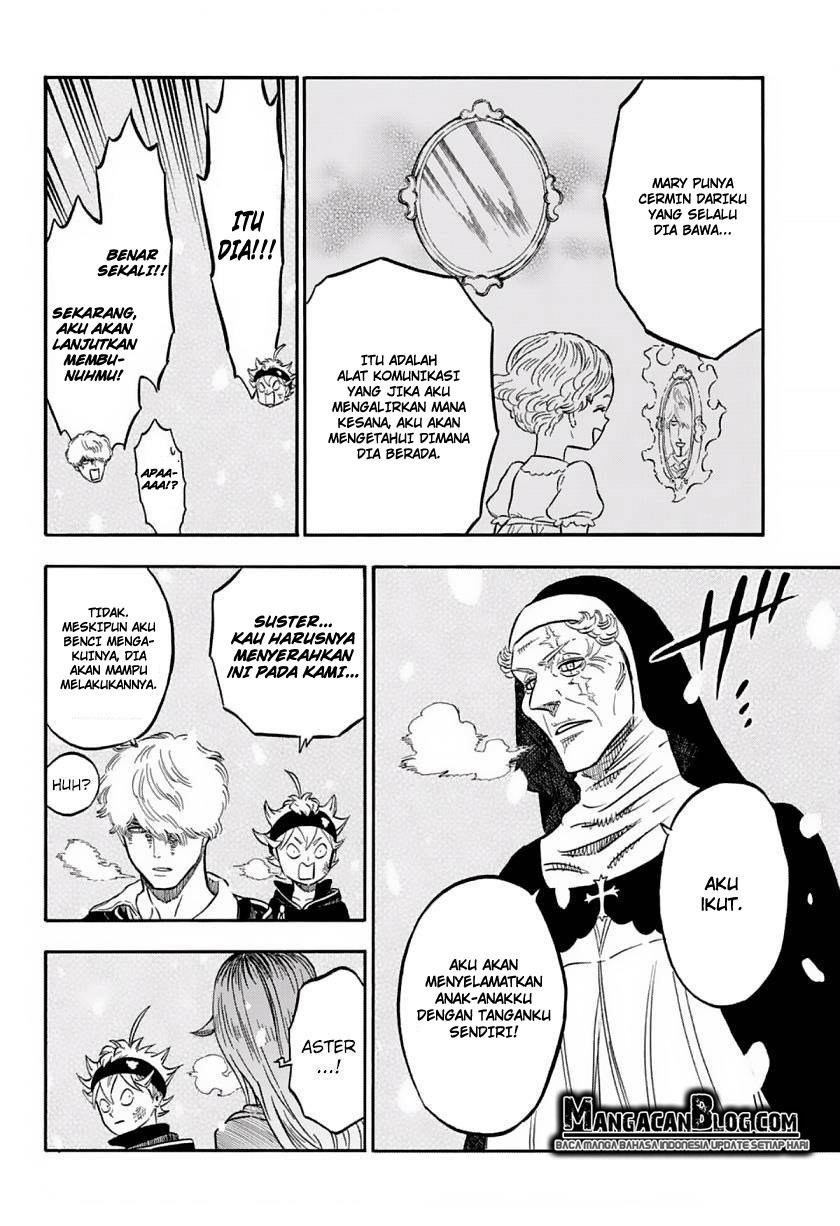 MARY PUNYA
CERMIN DARIKU
YANG SELALU
DIA BAWA...
ITU ADALAH
ALAT KOMUNIKASI
YANG JIKA AKU
MENGALIRKAN MANA
KESANA, AKU AKAN
MENGETAHUI DIMANA
DIA BERADA.
ITU
DIA!!!
BENAR
SEKALI!!
SEKARANG,
AKU AKAN
LANJUTKAN
MEMBU-
NUHMU!
APAA-
AAA!?
AKU
IKUT.
AKU AKAN
MENYELAMATKAN
ANAK-ANAKKU
DENGAN TANGANKU
SENDIRI!
SUSTER...
KAU HARUSNYA
MENYERAHKAN
INI PADA KAMI...
TIDAK.
MESKIPUN AKU
BENCI MENGA-
KUINYA, DIA
AKAN MAMPU
MELAKUKANNYA.
HUH?
ASTER
...!
MANGACANBLOG.COM
BACA MANGA BAHASA INDONESIA UPDATE SETIAP HARI